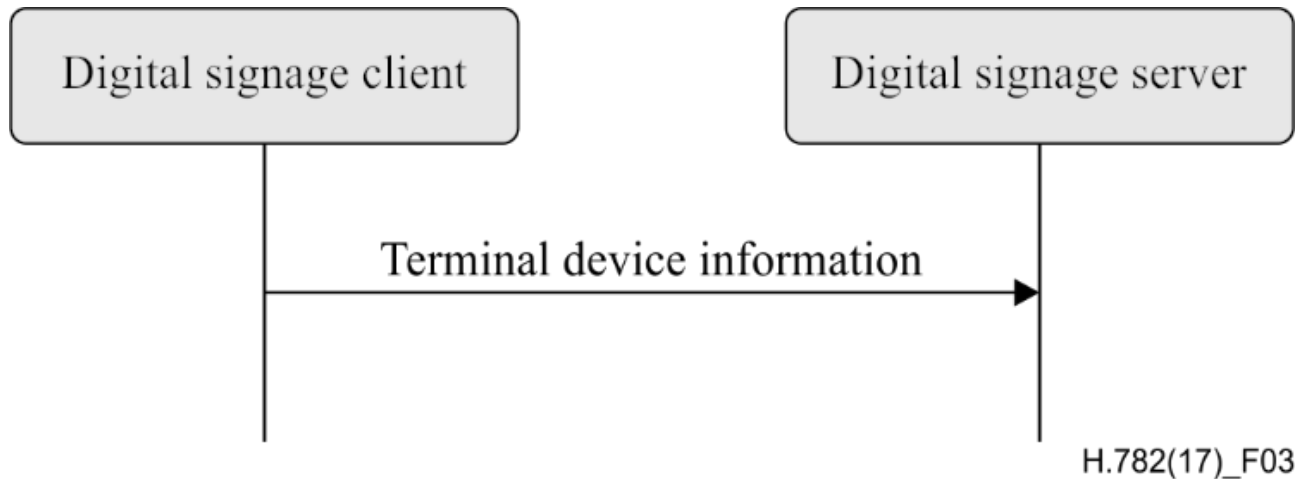 Digital signage client
Digital signage server
Terminal device information
H.782(17)_F03